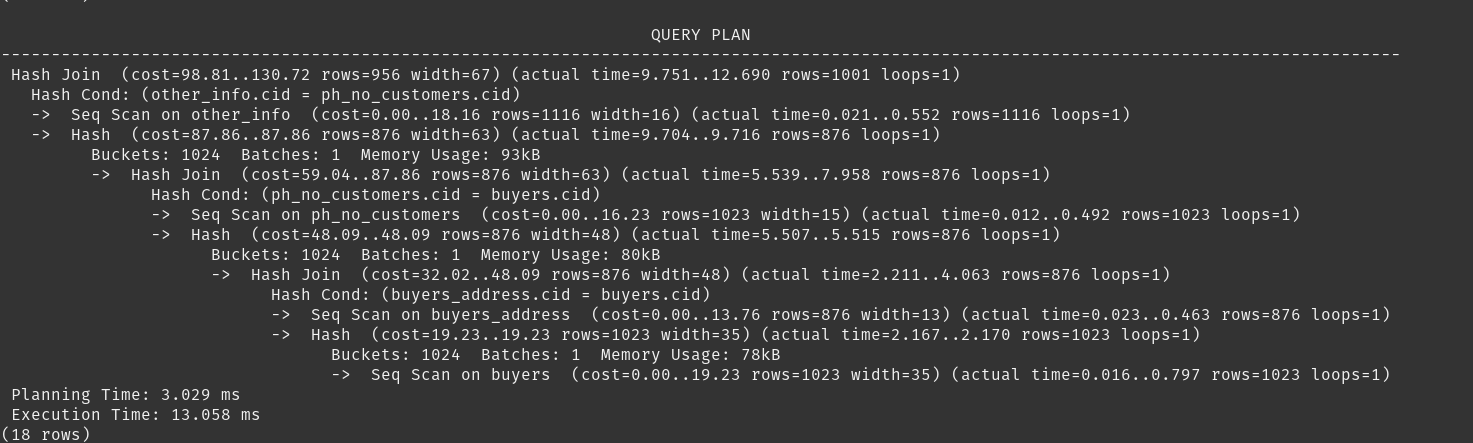 QUERY PLAN
--------------------------------------------------------------------------------------------------------------------------------------------
Hash Join  (cost=98.81..130.72 rows=956 width=67) (actual time=9.751..12.690 rows=1001 loops=1)
  Hash Cond: (other_info.cid = ph_no_customers.cid)
  ->  Seq Scan on other_info  (cost=0.00..18.16 rows=1116 width=16) (actual time=0.021..0.552 rows=1116 loops=1)
  ->  Hash  (cost=87.86..87.86 rows=876 width=63) (actual time=9.704..9.716 rows=876 loops=1)
        Buckets: 1024  Batches: 1  Memory Usage: 93kB
        ->  Hash Join  (cost=59.04..87.86 rows=876 width=63) (actual time=5.539..7.958 rows=876 loops=1)
              Hash Cond: (ph_no_customers.cid = buyers.cid)
              ->  Seq Scan on ph_no_customers  (cost=0.00..16.23 rows=1023 width=15) (actual time=0.012..0.492 rows=1023 loops=1)
              ->  Hash  (cost=48.09..48.09 rows=876 width=48) (actual time=5.507..5.515 rows=876 loops=1)
                    Buckets: 1024  Batches: 1  Memory Usage: 80kB
                    ->  Hash Join  (cost=32.02..48.09 rows=876 width=48) (actual time=2.211..4.063 rows=876 loops=1)
                          Hash Cond: (buyers_address.cid = buyers.cid)
                          ->  Seq Scan on buyers_address  (cost=0.00..13.76 rows=876 width=13) (actual time=0.023..0.463 rows=876 loops=1)
                          ->  Hash  (cost=19.23..19.23 rows=1023 width=35) (actual time=2.167..2.170 rows=1023 loops=1)
                                Buckets: 1024  Batches: 1  Memory Usage: 78kB
                                ->  Seq Scan on buyers  (cost=0.00..19.23 rows=1023 width=35) (actual time=0.016..0.797 rows=1023 loops=1)
Planning Time: 3.029 ms
Execution Time: 13.058 ms
(18 rows)